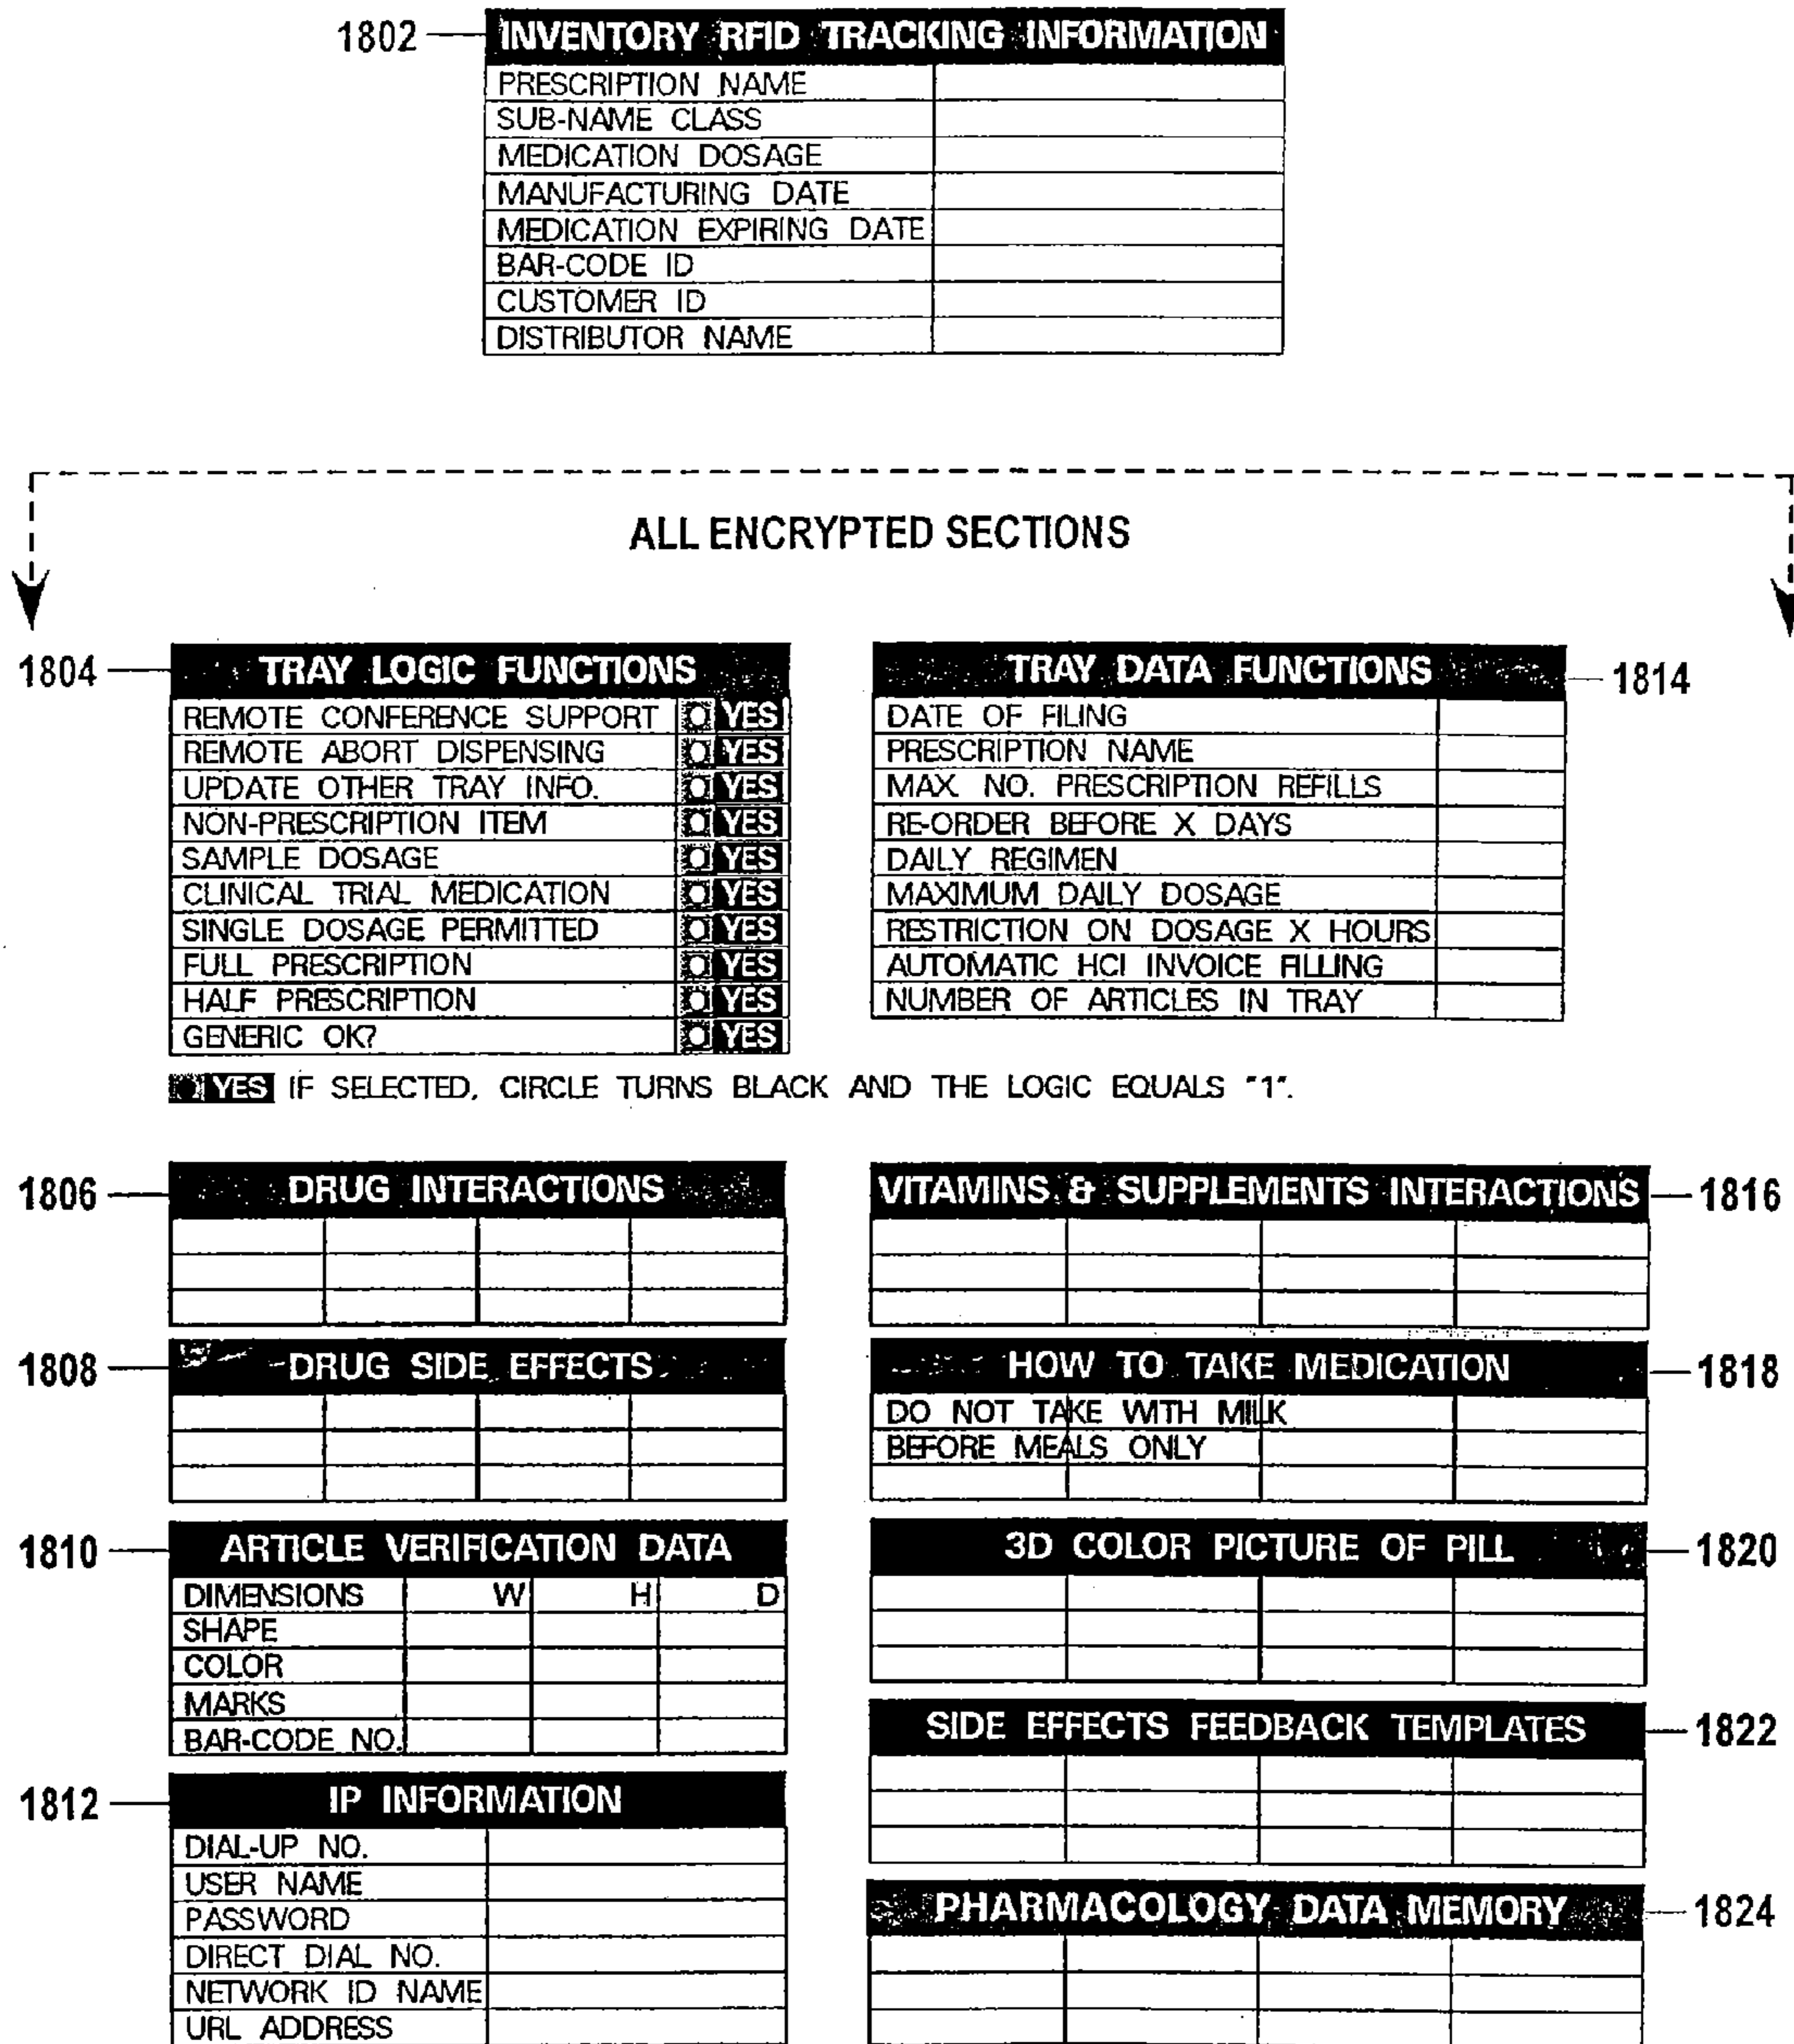 1802
INVENTORY RFID TRACKING INFORMATION
PRESCRIPTION NAME
SUB-NAME CLASS
MEDICATION DOSAGE
MANUFACTURING DATE
MEDICATION EXPIRING DATE
BAR-CODE ID
CUSTOMER ID
DISTRIBUTOR NAME
ALL ENCRYPTED SECTIONS
1804
TRAY LOGIC FUNCTIONS
REMOTE CONFERENCE SUPPORT YES
REMOTE ABORT DISPENSING YES
UPDATE OTHER TRAY INFO. YES
NON-PRESCRIPTION ITEM YES
SAMPLE DOSAGE YES
CLINICAL TRIAL MEDICATION YES
SINGLE DOSAGE PERMITTED YES
FULL PRESCRIPTION YES
HALF PRESCRIPTION YES
GENERIC OK? YES
TRAY DATA FUNCTIONS
1814
DATE OF FILING
PRESCRIPTION NAME
MAX. NO. PRESCRIPTION REFILLS
RE-ORDER BEFORE X DAYS
DAILY REGIMEN
MAXIMUM DAILY DOSAGE
RESTRICTION ON DOSAGE X HOURS
AUTOMATIC HCI INVOICE FILLING
NUMBER OF ARTICLES IN TRAY
YES IF SELECTED, CIRCLE TURNS BLACK AND THE LOGIC EQUALS "1".
1806
DRUG INTERACTIONS
VITAMINS & SUPPLEMENTS INTERACTIONS
1816
1808
DRUG SIDE EFFECTS
HOW TO TAKE MEDICATION
1818
DO NOT TAKE WITH MILK
BEFORE MEALS ONLY
1810
ARTICLE VERIFICATION DATA
DIMENSIONS W H D
SHAPE
COLOR
MARKS
BAR-CODE NO.
3D COLOR PICTURE OF PILL
1820
SIDE EFFECTS FEEDBACK TEMPLATES
1822
1812
IP INFORMATION
DIAL-UP NO.
USER NAME
PASSWORD
DIRECT DIAL NO.
NETWORK ID NAME
URL ADDRESS
PHARMACOLOGY DATA MEMORY
1824